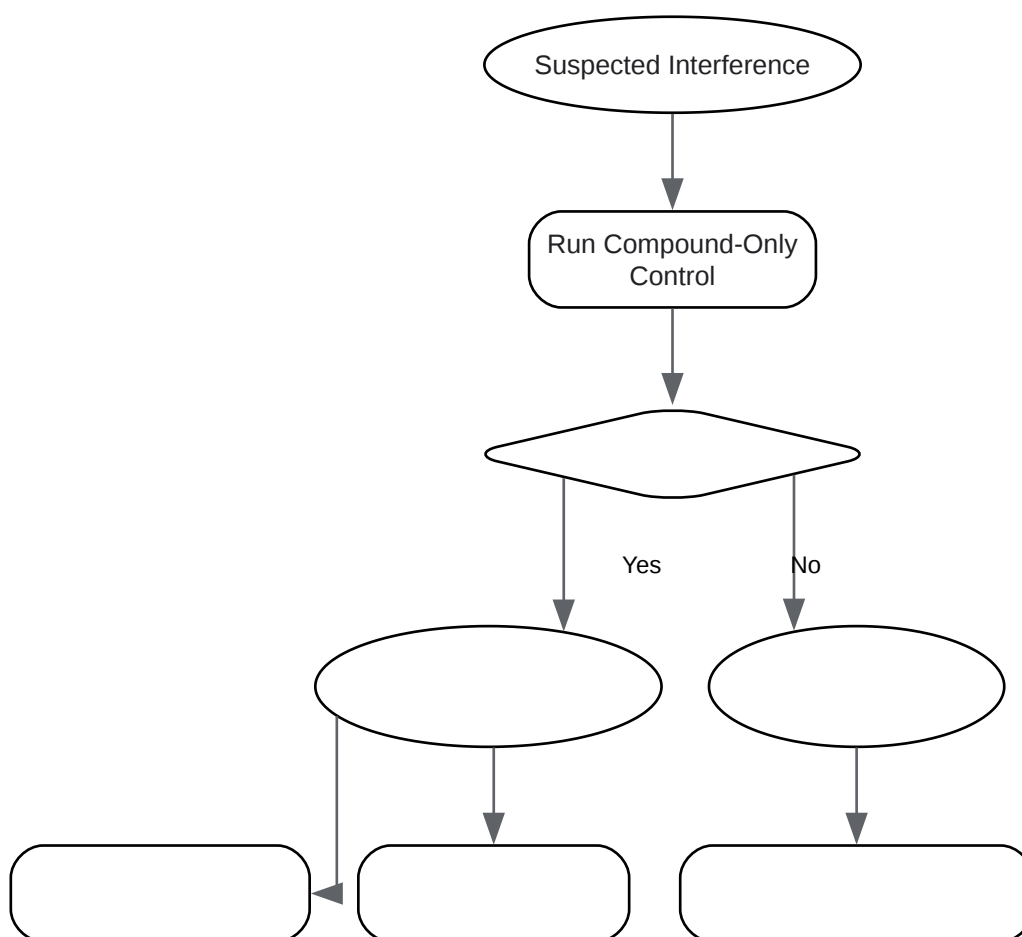 Suspected Interference
Run Compound-Only
Control
Yes
No